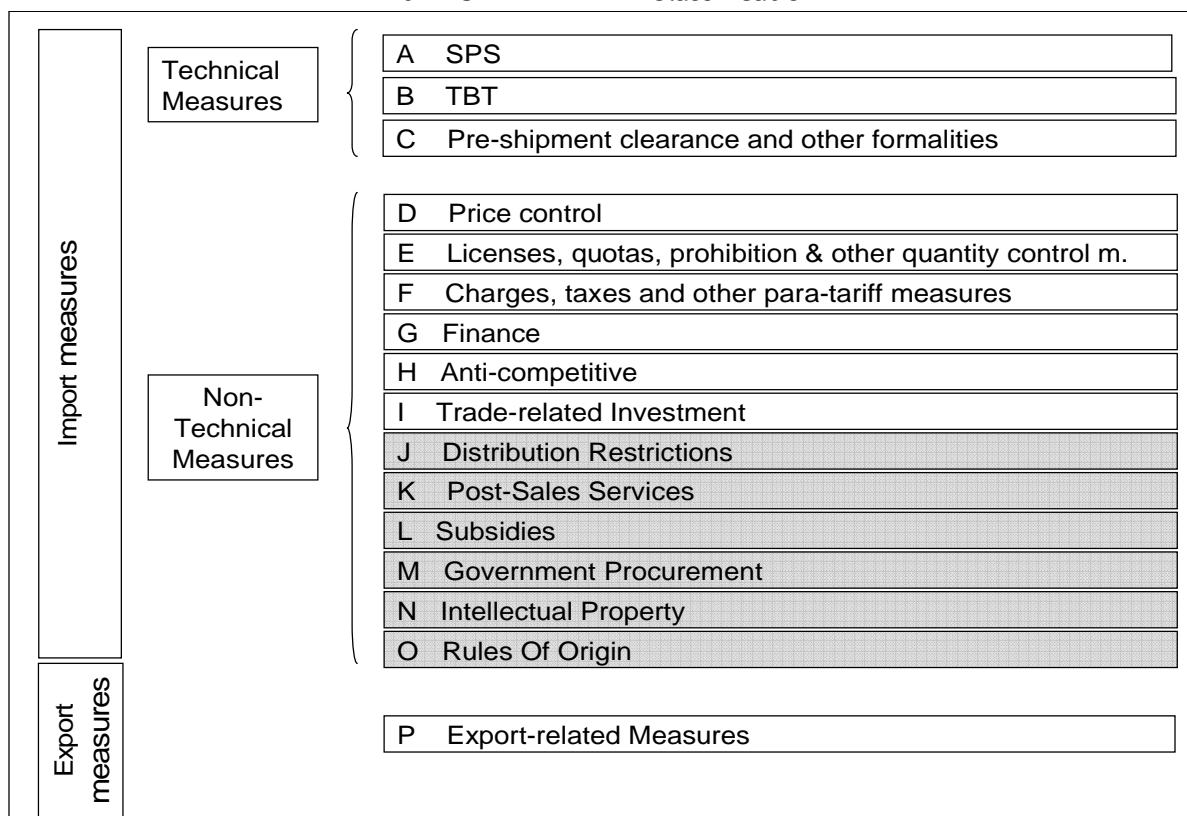 Import measures
Technical
Measures
A SPS
B TBT
C Pre-shipment clearance and other formalities
Non-
Technical
Measures
D Price control
E Licenses, quotas, prohibition & other quantity control m.
F Charges, taxes and other para-tariff measures
G Finance
H Anti-competitive
I Trade-related Investment
J Distribution Restrictions
K Post-Sales Services
L Subsidies
M Government Procurement
N Intellectual Property
O Rules Of Origin
Export
measures
P Export-related Measures